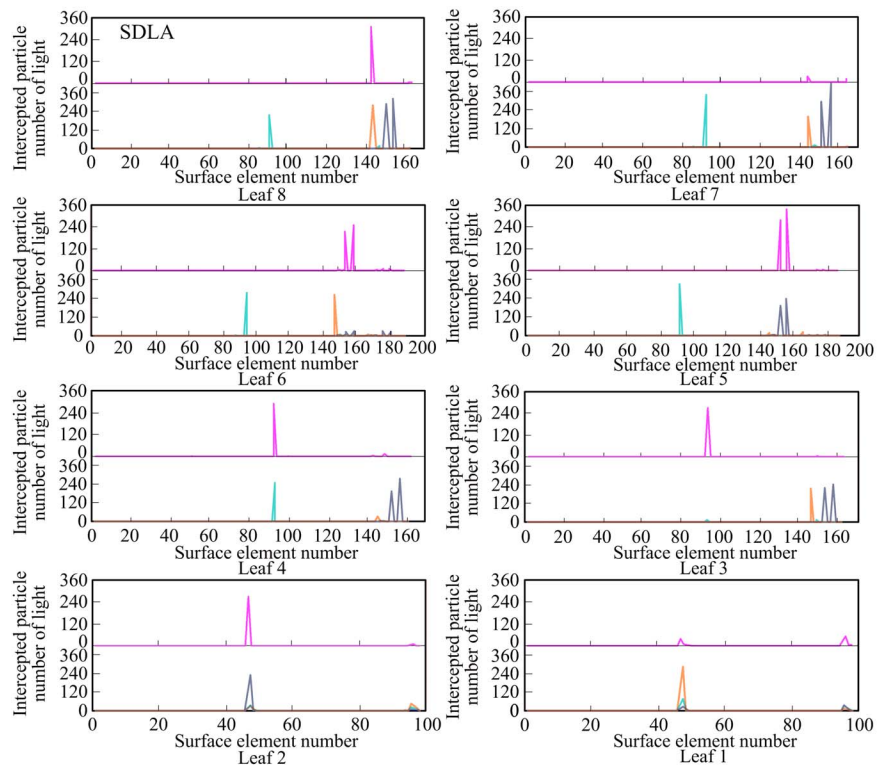 SDLA
Intercepted particle
number of light
360
240
120
0
360
240
120
0
0 20 40 60 80 100 120 140 160
Surface element number
Leaf 8
Intercepted particle
number of light
360
240
120
0
360
240
120
0
0 20 40 60 80 100 120 140 160
Surface element number
Leaf 7
Intercepted particle
number of light
360
240
120
0
360
240
120
0
0 20 40 60 80 100 120 140 160 180 200
Surface element number
Leaf 6
Intercepted particle
number of light
360
240
120
0
360
240
120
0
0 20 40 60 80 100 120 140 160 180 200
Surface element number
Leaf 5
Intercepted particle
number of light
360
240
120
0
360
240
120
0
0 20 40 60 80 100 120 140 160
Surface element number
Leaf 4
Intercepted particle
number of light
360
240
120
0
360
240
120
0
0 20 40 60 80 100 120 140 160
Surface element number
Leaf 3
Intercepted particle
number of light
360
240
120
0
360
240
120
0
0 20 40 60 80 100
Surface element number
Leaf 2
Intercepted particle
number of light
360
240
120
0
360
240
120
0
0 20 40 60 80 100
Surface element number
Leaf 1